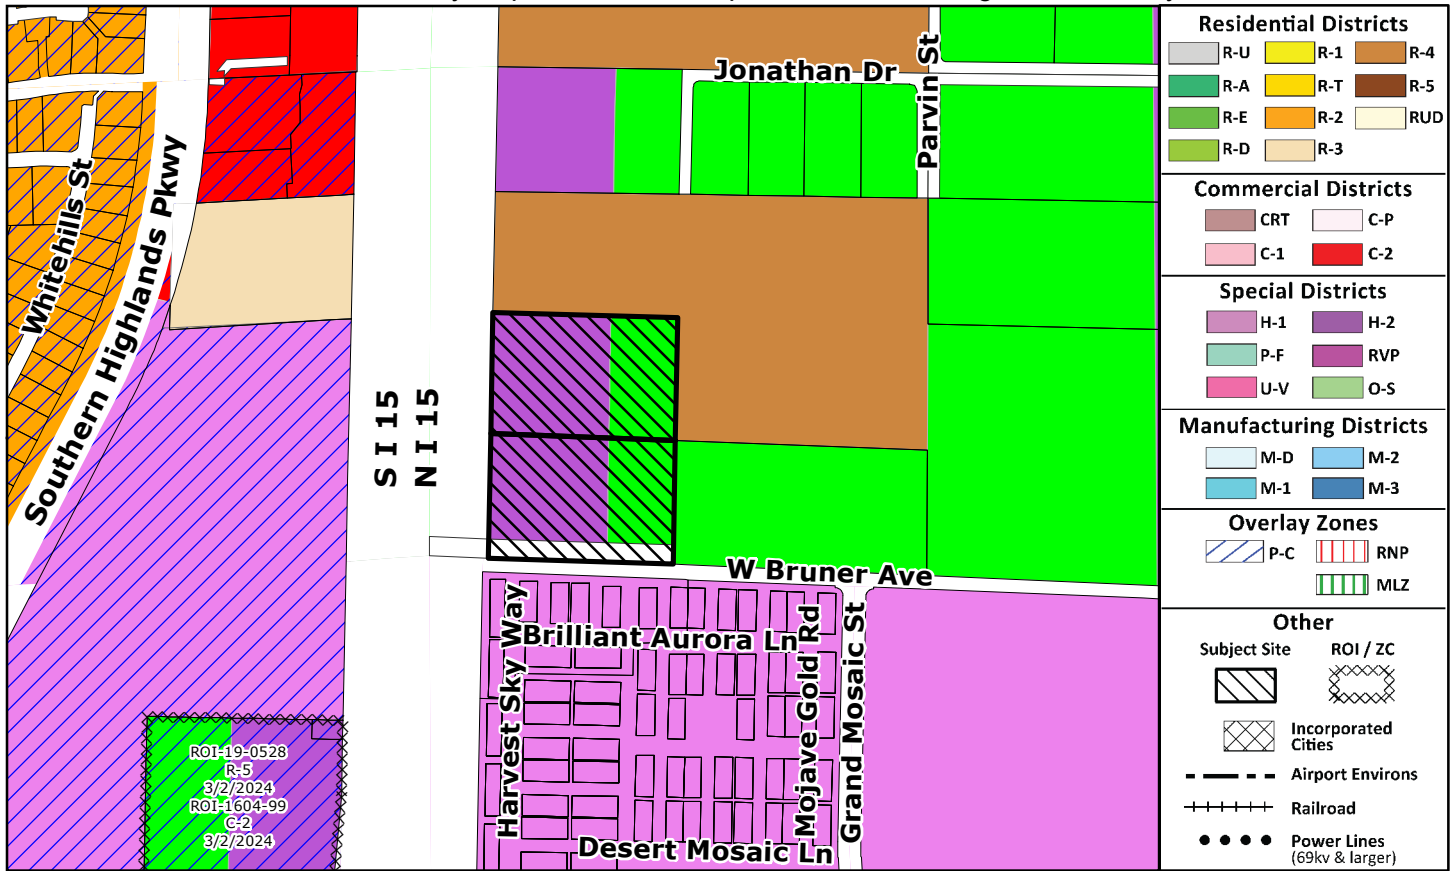 Jonathan Dr
Parvin St
Whitehills St
Southern Highlands Pkwy
S I 15
N I 15
W Bruner Ave
Brilliant Aurora Ln
Harvest Sky Way
Mojave Gold Rd
Grand Mosaic St
Desert Mosaic Ln
ROI-19-0528
R-5
3/2/2024
ROI-1604-99
C-2
3/2/2024
Residential Districts
R-U R-1 R-4
R-A R-T R-5
R-E R-2 RUD
R-D R-3
Commercial Districts
CRT C-P
C-1 C-2
Special Districts
H-1 H-2
P-F RVP
U-V O-S
Manufacturing Districts
M-D M-2
M-1 M-3
Overlay Zones
P-C RNP
MLZ
Other
Subject Site ROI / ZC
Incorporated
Cities
Airport Environs
Railroad
Power Lines
(69kv & larger)